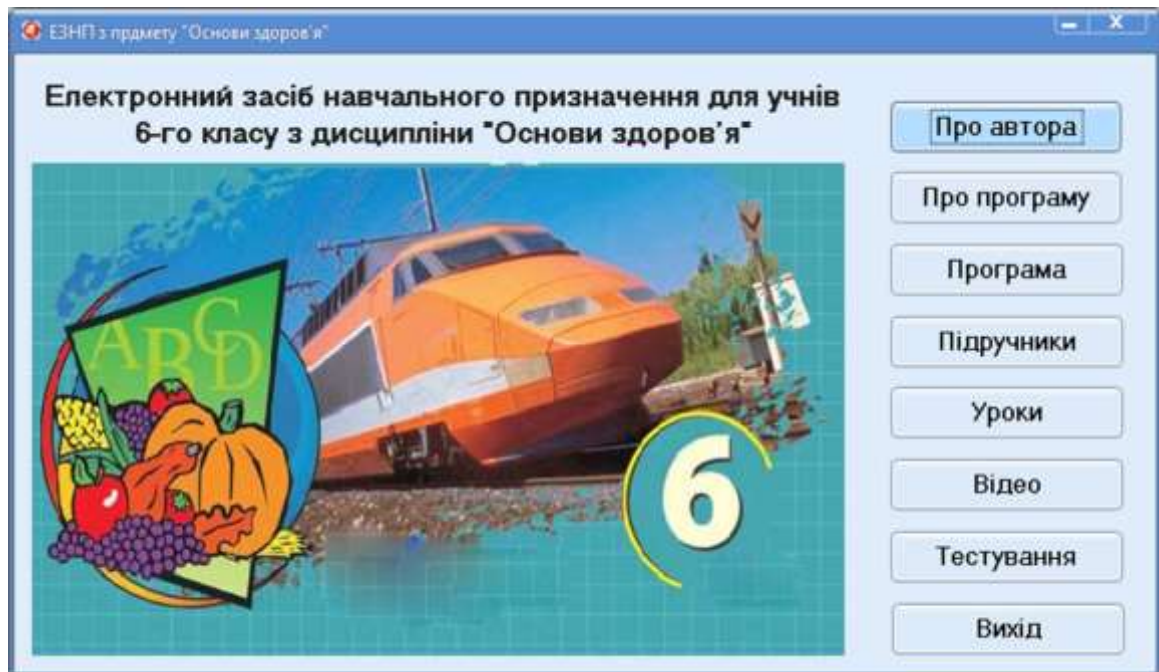 ЕЗНП з прдмету "Основи здоров'я"
Електронний засіб навчального призначення для учнів
6-го класу з дисципліни "Основи здоров'я"
Про автора
Про програму
Програма
Підручники
Уроки
Відео
Тестування
Вихід
ABCD
6